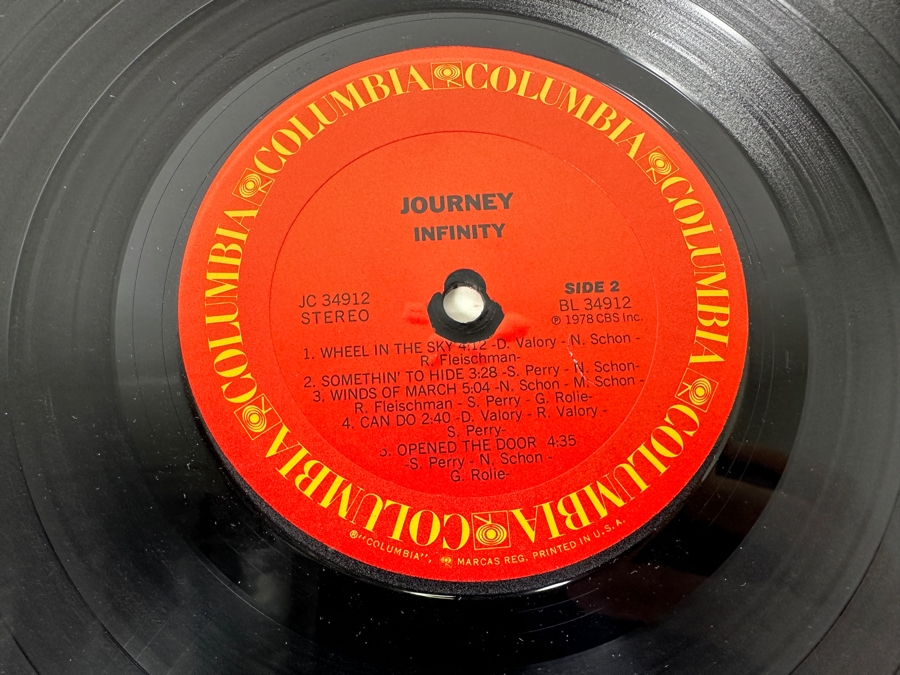 COLUMBIA COLUMBIA COLUMBIA COLUMBIA COLUMBIA COLUMBIA COLUMBIA COLUMBIA
JOURNEY
INFINITY
JC 34912
STEREO
SIDE 2
BL 34912
Ⓟ 1978 CBS Inc.
1. WHEEL IN THE SKY 4:12 -D. Valory - N. Schon -
R. Fleischman-
2. SOMETHIN' TO HIDE 3:28 -S. Perry - N. Schon-
3. WINDS OF MARCH 5:04 -N. Schon - M. Schon -
R. Fleischman - S. Perry - G. Rolie-
4. CAN DO 2:40 -D. Valory - R. Valory -
S. Perry-
5. OPENED THE DOOR 4:35
-S. Perry - N. Schon -
G. Rolie-
®"COLUMBIA", MARCAS REG. PRINTED IN U.S.A.